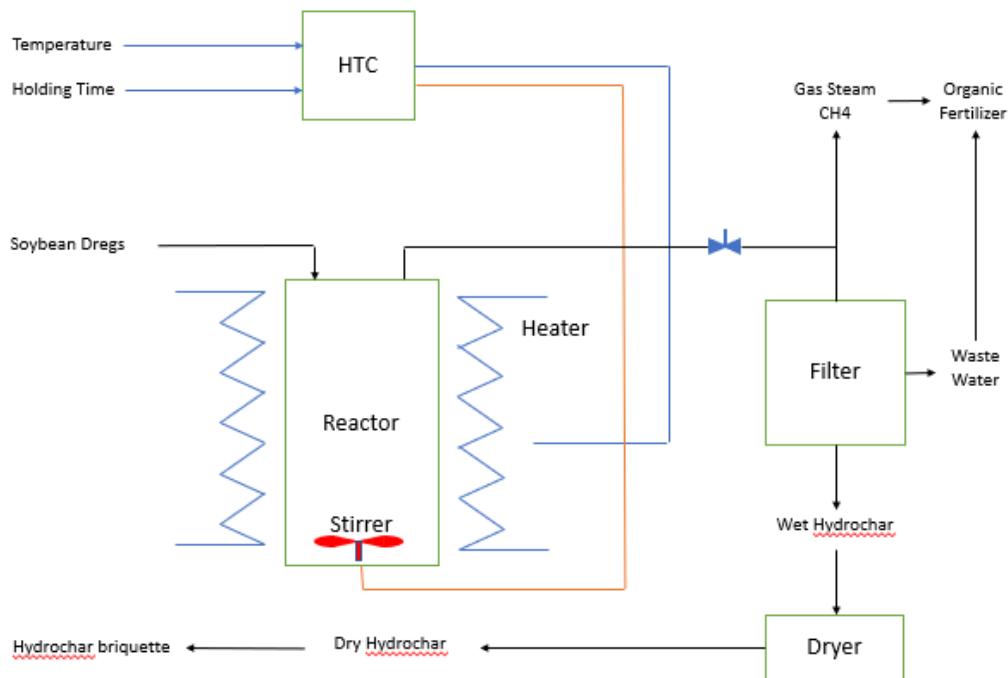 Temperature
Holding Time
HTC
Gas Steam
CH4
Organic
Fertilizer
Soybean Dregs
Heater
Reactor
Stirrer
Filter
Waste
Water
Wet Hydrochar
Hydrochar briquette
Dry Hydrochar
Dryer